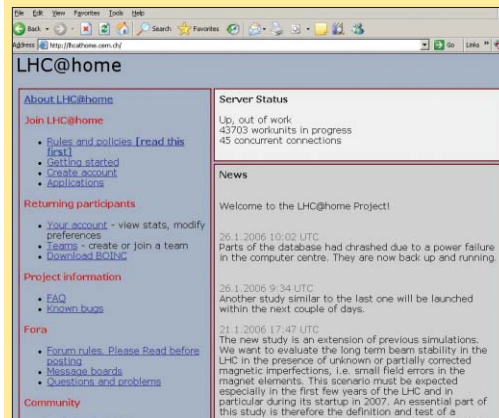 File Edit View Favorites Tools Help
Back Search Favorites
Address http://lhcathome.cern.ch/ Go Links »
LHC@home
About LHC@home
Join LHC@home
Rules and policies [read this
first]
Getting started
Create account
Applications
Returning participants
Your account - view stats, modify
preferences
Teams - create or join a team
Download BOINC
Project information
FAQ
Known bugs
Fora
Forum rules. Please Read before
posting
Message boards
Questions and problems
Community
Server Status
Up, out of work
43703 workunits in progress
45 concurrent connections
News
Welcome to the LHC@home Project!
26.1.2006 10:02 UTC
Parts of the database had chrashed due to a power failure
in the computer centre. They are now back up and running.
26.1.2006 9:34 UTC
Another study similar to the last one will be launched
within the next couple of days.
21.1.2006 17:47 UTC
The new study is an extension of previous simulations.
We want to evaluate the long term beam stability in the
LHC in the presence of unknown or partially corrected
magnetic imperfections, i.e. small field errors in the
magnet elements. This scenario must be expected
especially in the first few years of the LHC and in
particular during its startup in 2007. An essential part of
this study is therefore the definition and test of a